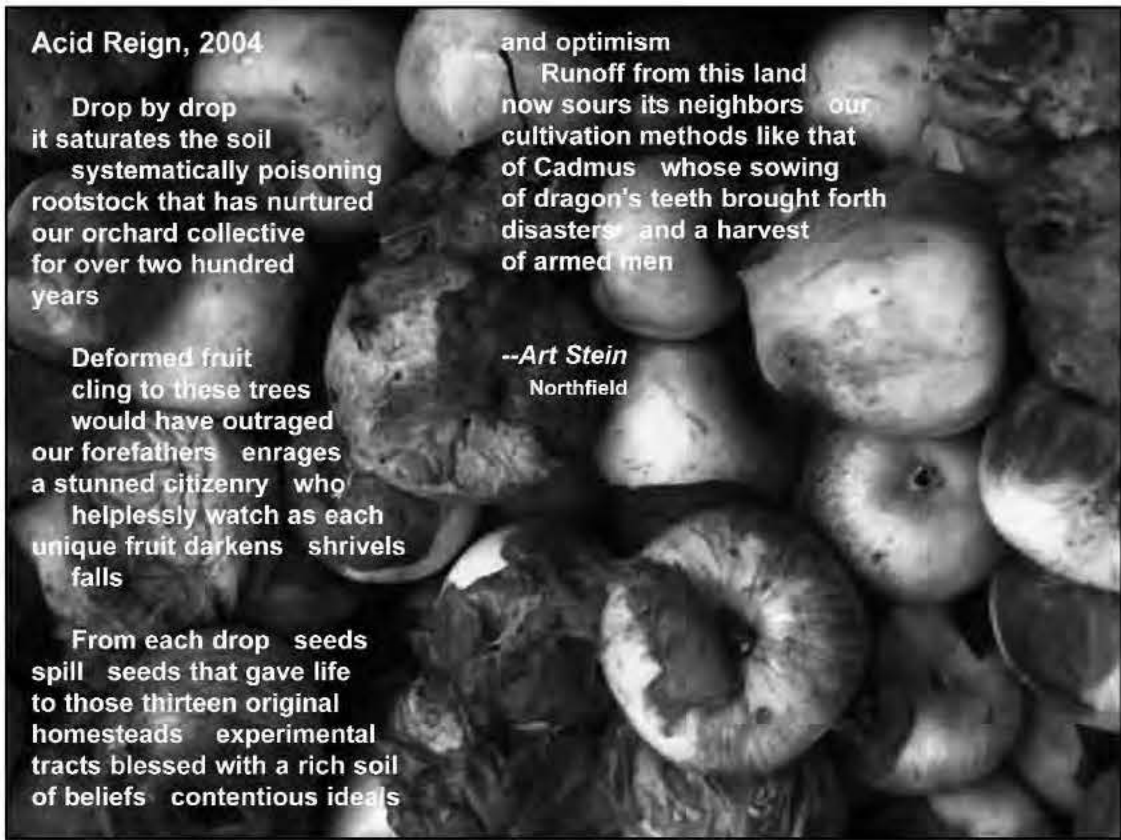 Acid Reign, 2004
Drop by drop
it saturates the soil
systematically poisoning
rootstock that has nurtured
our orchard collective
for over two hundred
years
Deformed fruit
cling to these trees
would have outraged
our forefathers enrages
a stunned citizenry who
helplessly watch as each
unique fruit darkens shrivels
falls
From each drop seeds
spill seeds that gave life
to those thirteen original
homesteads experimental
tracts blessed with a rich soil
of beliefs contentious ideals
and optimism
Runoff from this land
now sours its neighbors our
cultivation methods like that
of Cadmus whose sowing
of dragon's teeth brought forth
disasters and a harvest
of armed men
--Art Stein
Northfield